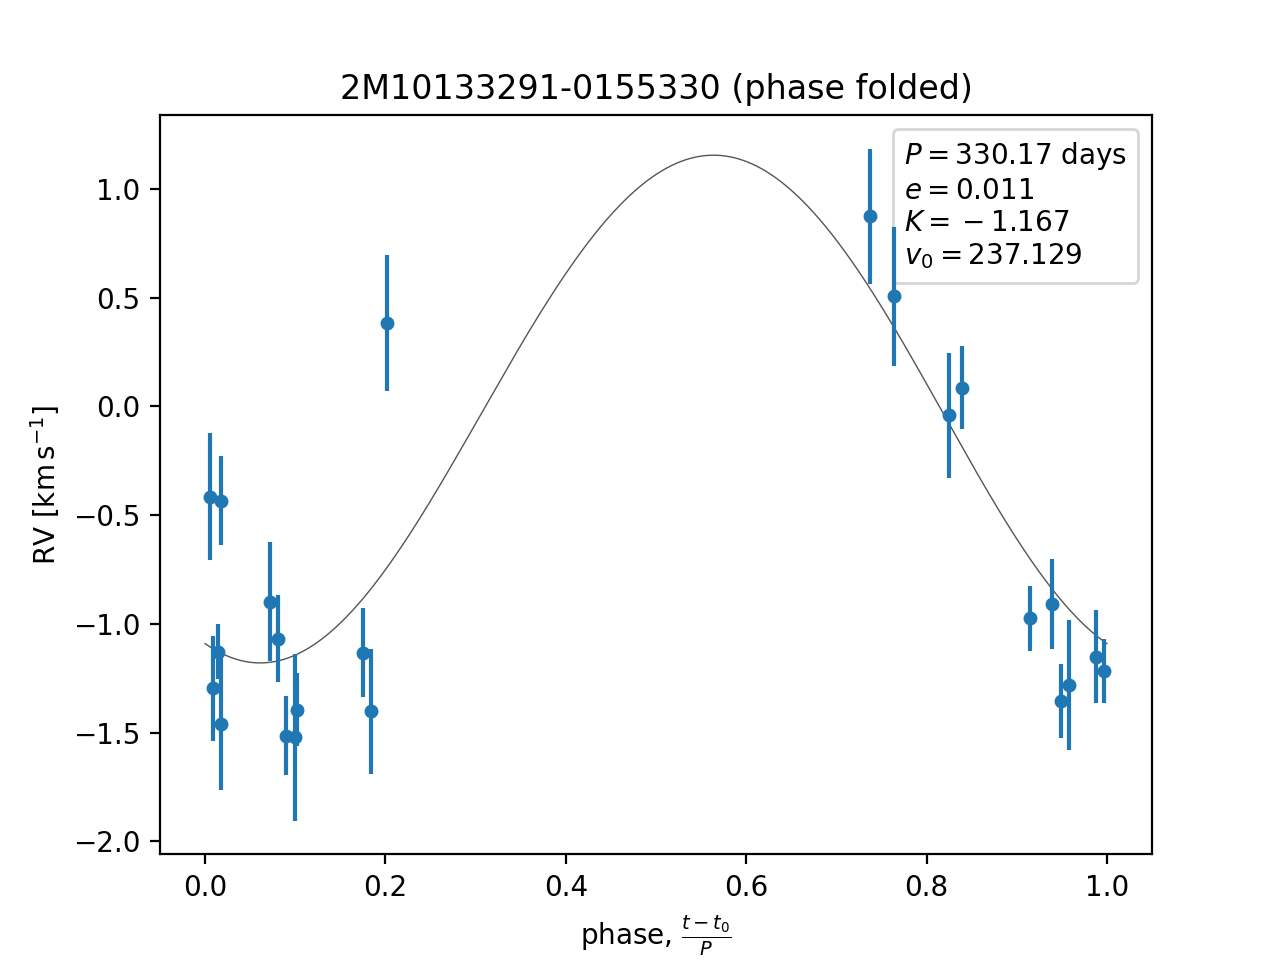 2M10133291-0155330 (phase folded)
P = 330.17 days
e = 0.011
K = −1.167
v₀ = 237.129
1.0
0.5
0.0
−0.5
−1.0
−1.5
−2.0
RV [km s⁻¹]
0.0 0.2 0.4 0.6 0.8 1.0
phase, (t − t₀)/P